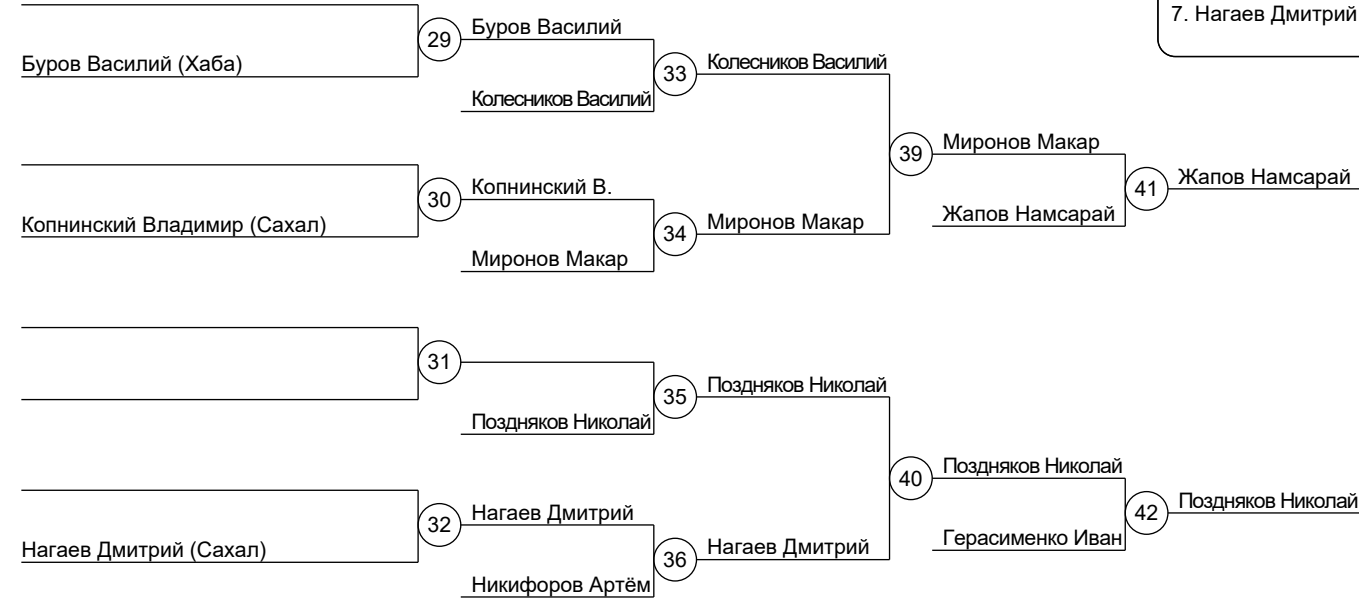 7. Нагаев Дмитрий
29
Буров Василий
Буров Василий (Хаба)
33
Колесников Василий
Колесников Василий
39
Миронов Макар
30
Копнинский В.
41
Жапов Намсарай
Копнинский Владимир (Сахал)
34
Миронов Макар
Жапов Намсарай
Миронов Макар
31
35
Поздняков Николай
Поздняков Николай
40
Поздняков Николай
32
Нагаев Дмитрий
42
Поздняков Николай
Нагаев Дмитрий (Сахал)
36
Нагаев Дмитрий
Герасименко Иван
Никифоров Артём